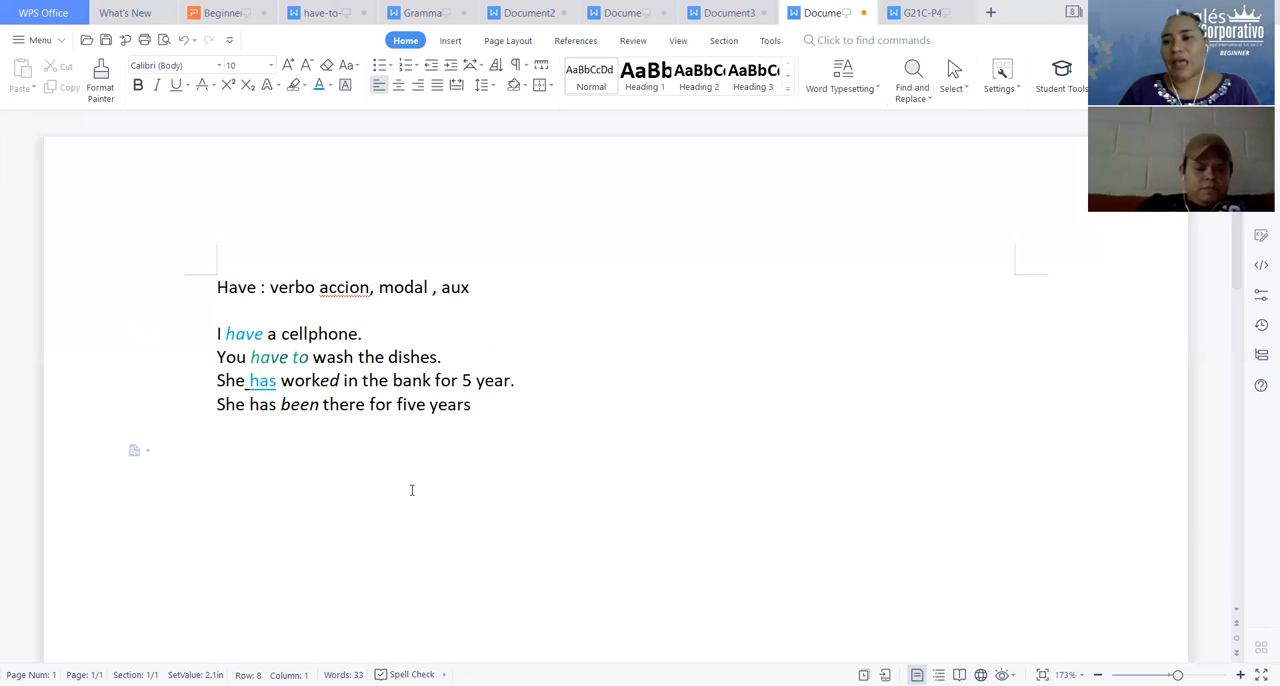 WPS Office What's New Beginner have-to- Gramma Document2 Docume Document3 Docume G21C-P4
Menu Home Insert Page Layout References Review View Section Tools Click to find commands
Inglés
Corporativo
BEGINNER
Paste Cut Copy Format Painter Calibri (Body) 10 AaBbCcDd Normal AaBb Heading 1 AaBbC Heading 2 AaBbC Heading 3 Word Typesetting Find and Replace Select Settings Student Tools
Have : verbo accion, modal , aux
I have a cellphone.
You have to wash the dishes.
She has worked in the bank for 5 year.
She has been there for five years
Page Num: 1 Page: 1/1 Section: 1/1 SetValue: 2.1in Row: 8 Column: 1 Words: 33 Spell Check 173%